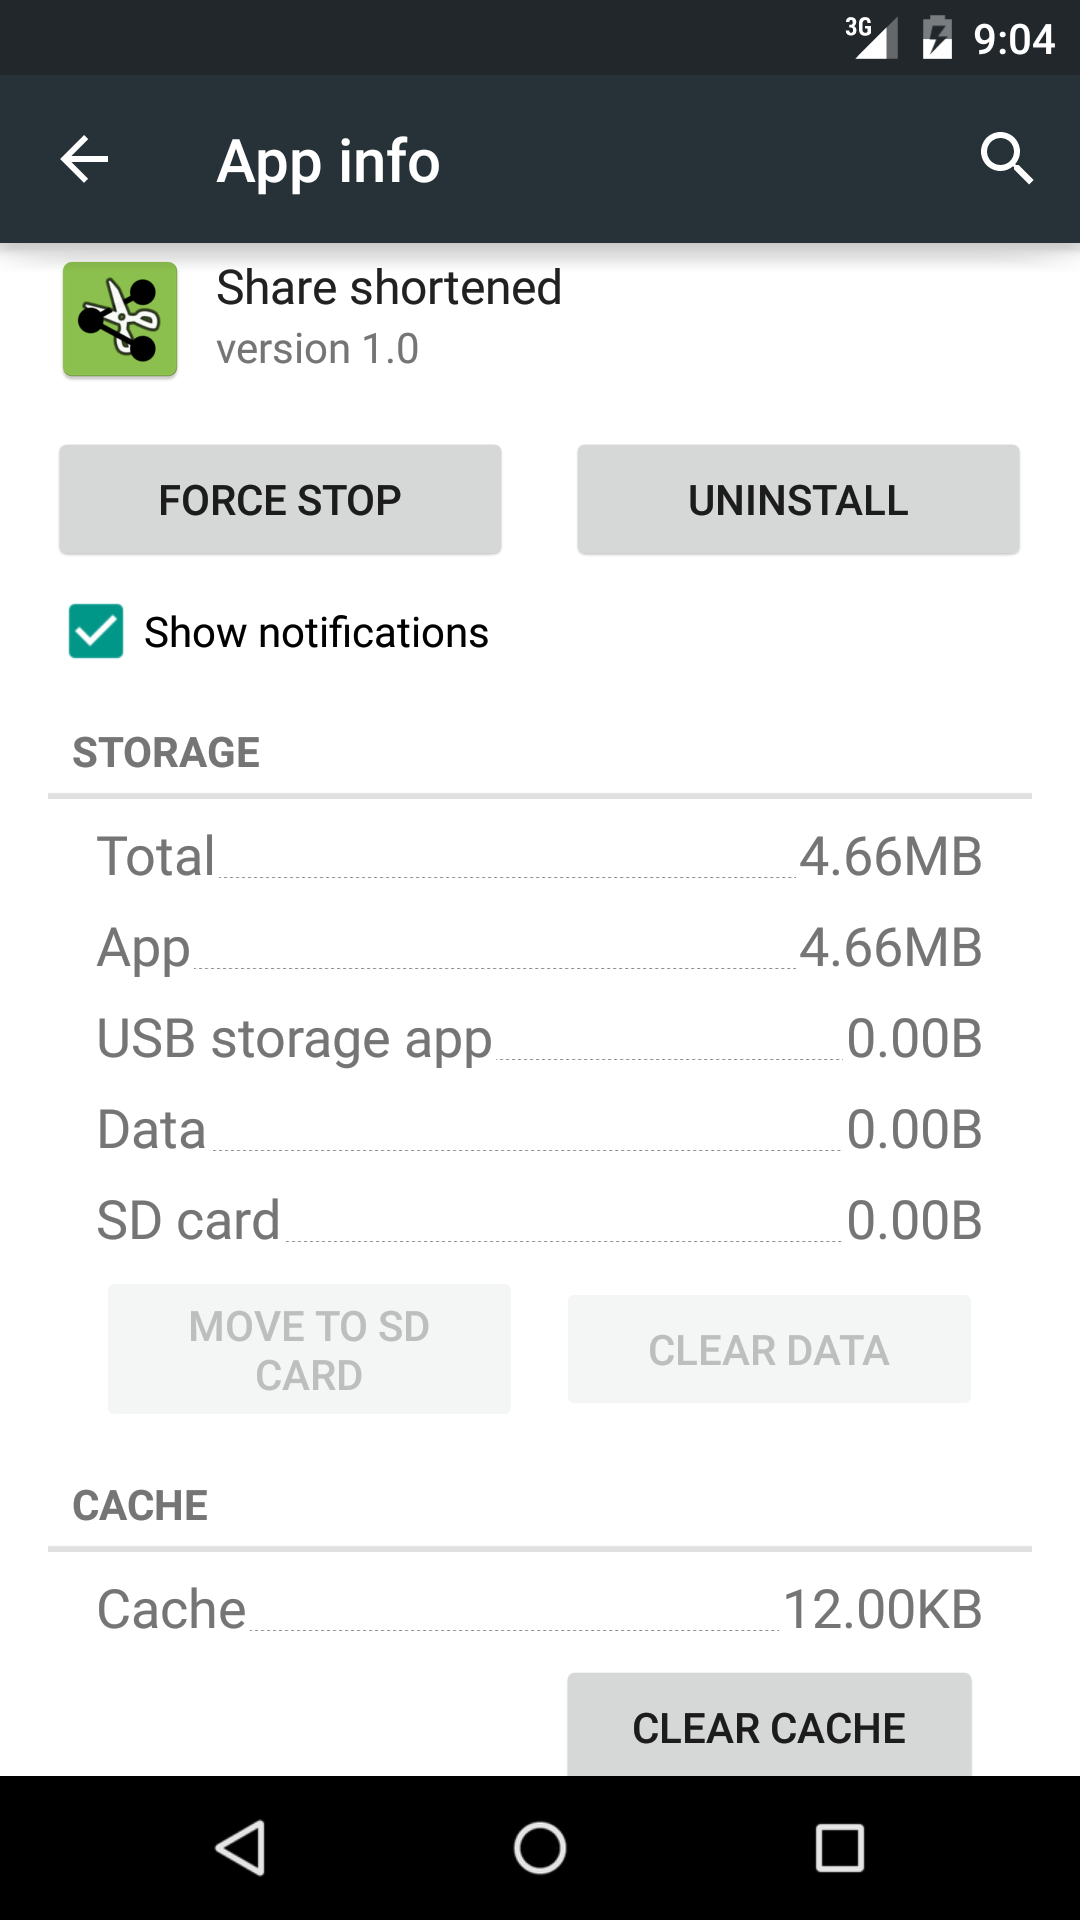 3G 9:04
App info
Share shortened
version 1.0
FORCE STOP UNINSTALL
Show notifications
STORAGE
Total 4.66MB
App 4.66MB
USB storage app 0.00B
Data 0.00B
SD card 0.00B
MOVE TO SD
CARD
CLEAR DATA
CACHE
Cache 12.00KB
CLEAR CACHE